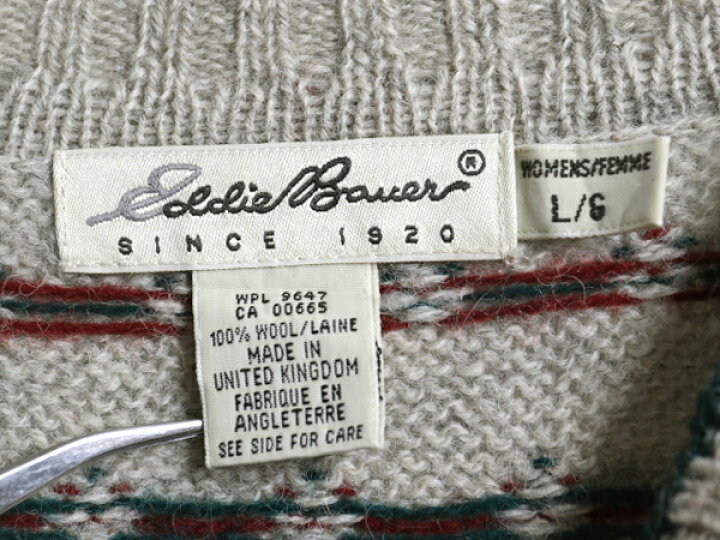 Eddie Bauer®
SINCE 1920
WOMENS/FEMME
L/G
WPL 9647
CA 00665
100% WOOL/LAINE
MADE IN
UNITED KINGDOM
FABRIQUE EN
ANGLETERRE
SEE SIDE FOR CARE